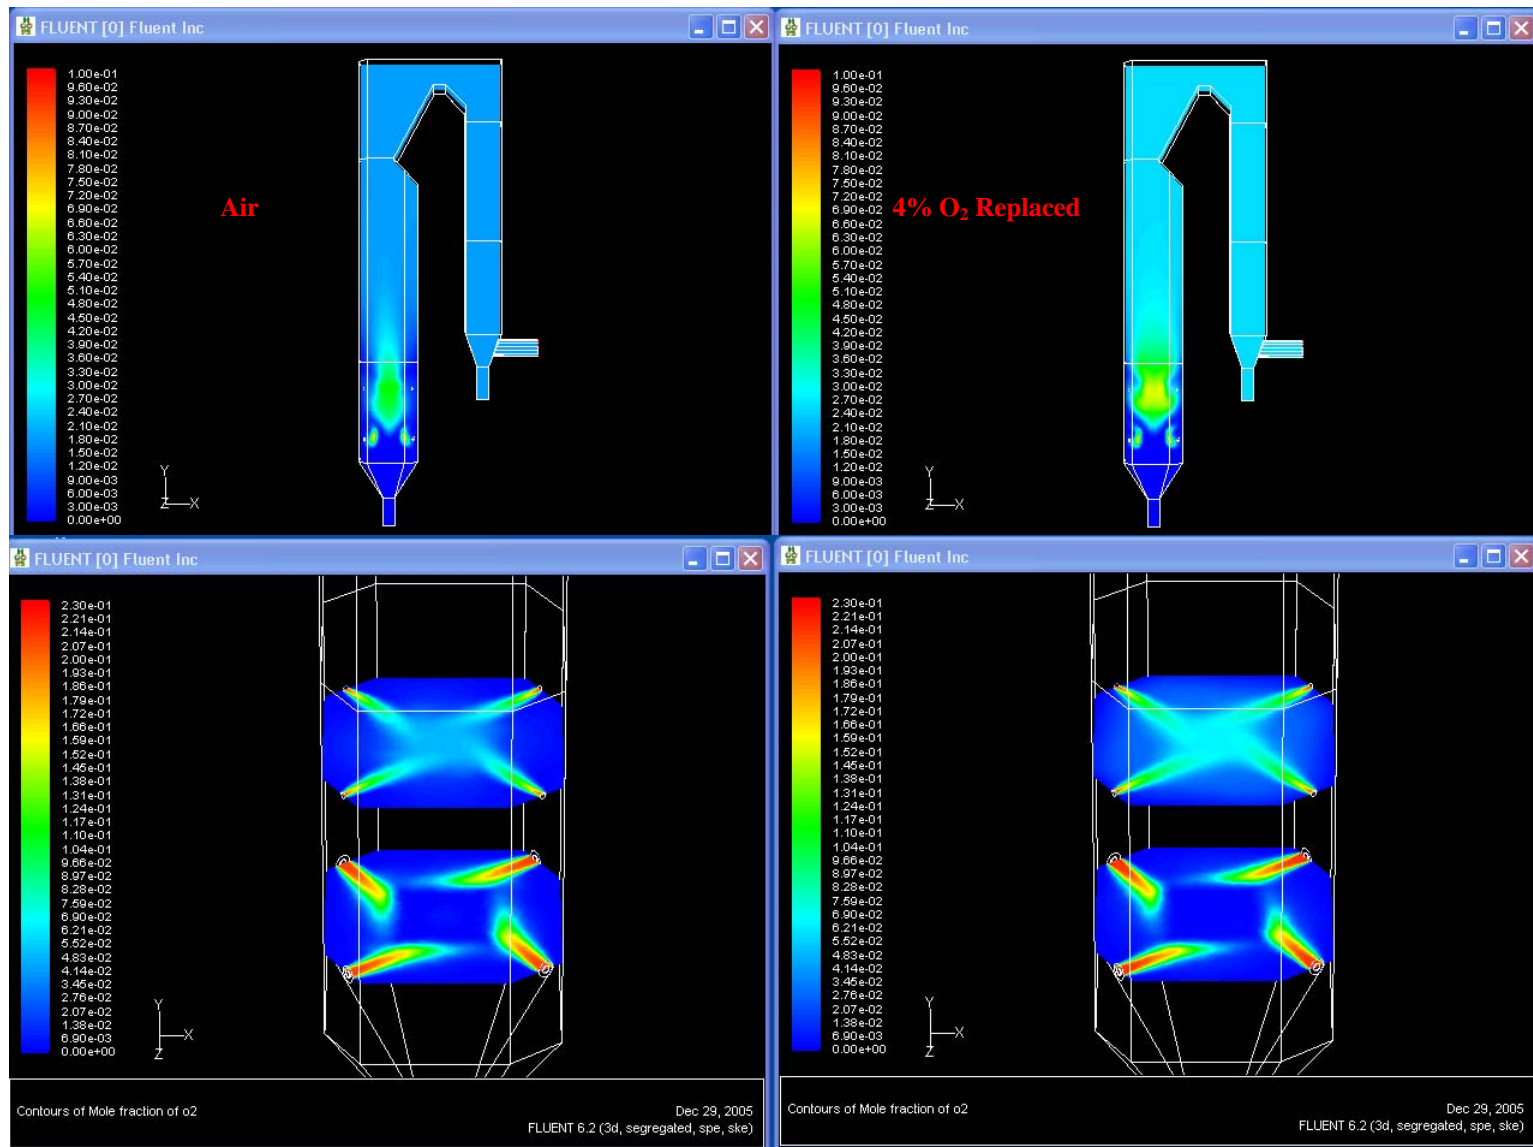 FLUENT [0] Fluent Inc
1.00e-01
9.60e-02
9.30e-02
9.00e-02
8.70e-02
8.40e-02
8.10e-02
7.80e-02
7.50e-02
7.20e-02
6.90e-02
6.60e-02
6.30e-02
6.00e-02
5.70e-02
5.40e-02
5.10e-02
4.80e-02
4.50e-02
4.20e-02
3.90e-02
3.60e-02
3.30e-02
3.00e-02
2.70e-02
2.40e-02
2.10e-02
1.80e-02
1.50e-02
1.20e-02
9.00e-03
6.00e-03
3.00e-03
0.00e+00
Air
Y
Z X
FLUENT [0] Fluent Inc
1.00e-01
9.60e-02
9.30e-02
9.00e-02
8.70e-02
8.40e-02
8.10e-02
7.80e-02
7.50e-02
7.20e-02
6.90e-02
6.60e-02
6.30e-02
6.00e-02
5.70e-02
5.40e-02
5.10e-02
4.80e-02
4.50e-02
4.20e-02
3.90e-02
3.60e-02
3.30e-02
3.00e-02
2.70e-02
2.40e-02
2.10e-02
1.80e-02
1.50e-02
1.20e-02
9.00e-03
6.00e-03
3.00e-03
0.00e+00
4% O₂ Replaced
Y
Z X
FLUENT [0] Fluent Inc
2.30e-01
2.21e-01
2.14e-01
2.07e-01
2.00e-01
1.93e-01
1.86e-01
1.79e-01
1.72e-01
1.66e-01
1.59e-01
1.52e-01
1.45e-01
1.38e-01
1.31e-01
1.24e-01
1.17e-01
1.10e-01
1.04e-01
9.66e-02
8.97e-02
8.28e-02
7.59e-02
6.90e-02
6.21e-02
5.52e-02
4.83e-02
4.14e-02
3.45e-02
2.76e-02
2.07e-02
1.38e-02
6.90e-03
0.00e+00
Y
X
Z
Contours of Mole fraction of o2
Dec 29, 2005
FLUENT 6.2 (3d, segregated, spe, ske)
FLUENT [0] Fluent Inc
2.30e-01
2.21e-01
2.14e-01
2.07e-01
2.00e-01
1.93e-01
1.86e-01
1.79e-01
1.72e-01
1.66e-01
1.59e-01
1.52e-01
1.45e-01
1.38e-01
1.31e-01
1.24e-01
1.17e-01
1.10e-01
1.04e-01
9.66e-02
8.97e-02
8.28e-02
7.59e-02
6.90e-02
6.21e-02
5.52e-02
4.83e-02
4.14e-02
3.45e-02
2.76e-02
2.07e-02
1.38e-02
6.90e-03
0.00e+00
Y
X
Z
Contours of Mole fraction of o2
Dec 29, 2005
FLUENT 6.2 (3d, segregated, spe, ske)